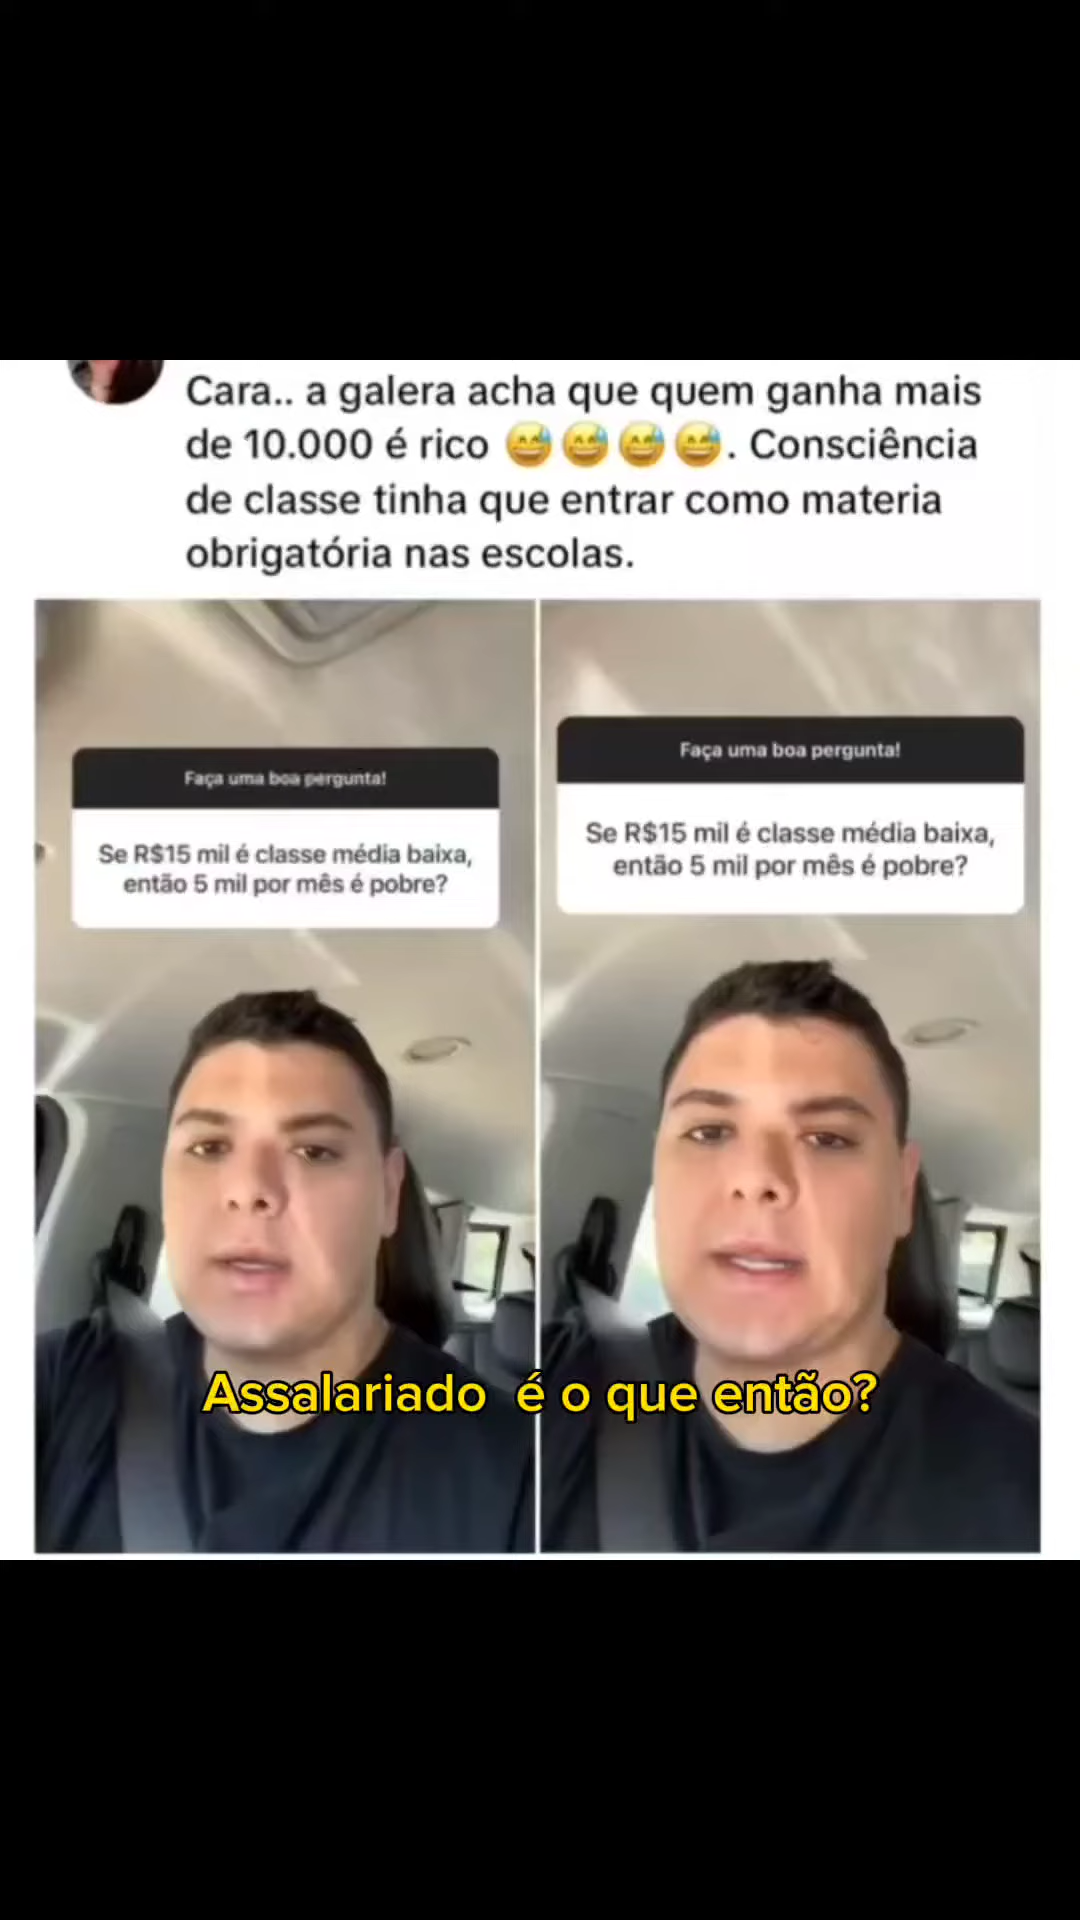 Cara.. a galera acha que quem ganha mais
de 10.000 é rico 😅😅😅😅. Consciência
de classe tinha que entrar como materia
obrigatória nas escolas.
Faça uma boa pergunta!
Se R$15 mil é classe média baixa,
então 5 mil por mês é pobre?
Faça uma boa pergunta!
Se R$15 mil é classe média baixa,
então 5 mil por mês é pobre?
Assalariado é o que então?